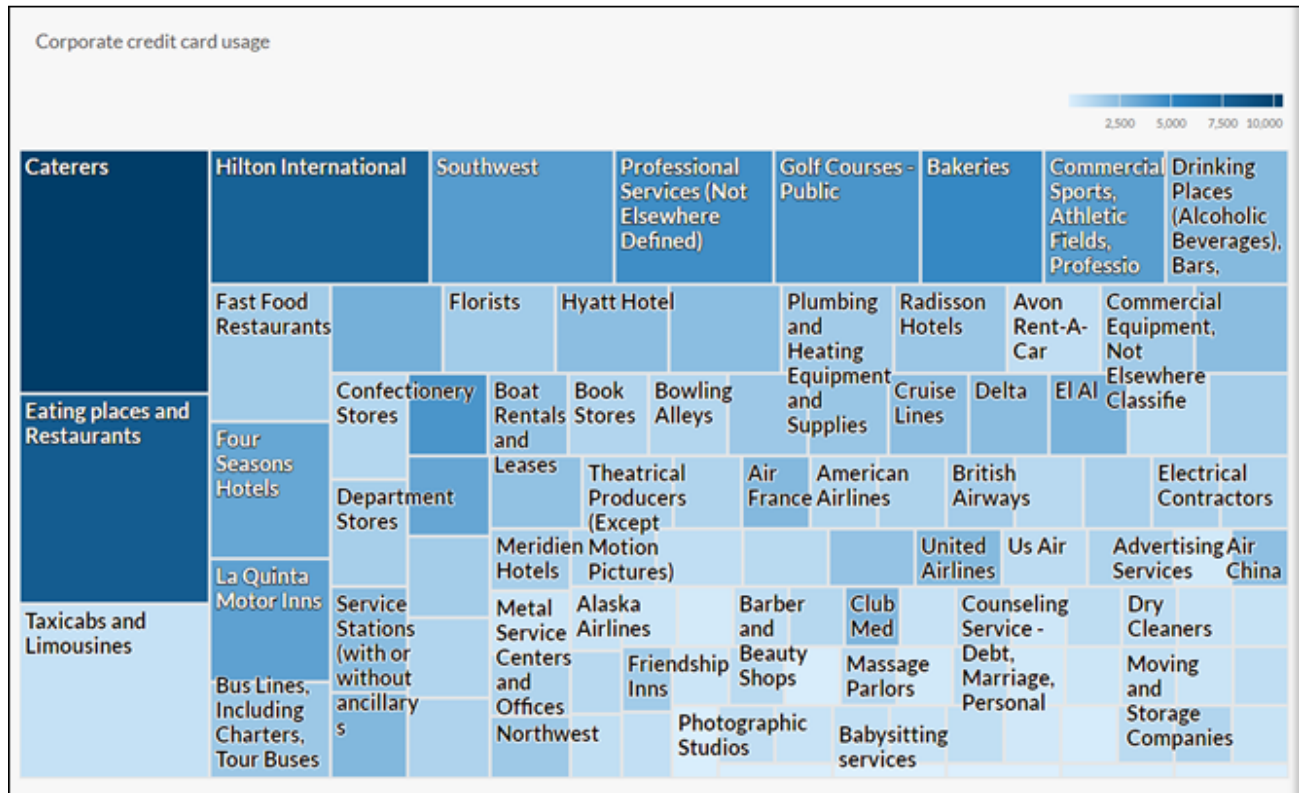 Corporate credit card usage
2,500 5,000 7,500 10,000
Caterers
Hilton International
Southwest
Professional
Services (Not
Elsewhere
Defined)
Golf Courses -
Public
Bakeries
Commercial
Sports,
Athletic
Fields,
Professio
Drinking
Places
(Alcoholic
Beverages),
Bars,
Eating places and
Restaurants
Taxicabs and
Limousines
Fast Food
Restaurants
Florists
Hyatt Hotel
Plumbing
and
Heating
Equipment
and
Supplies
Radisson
Hotels
Avon
Rent-A-
Car
Commercial
Equipment,
Not
Elsewhere
Classifie
Four
Seasons
Hotels
La Quinta
Motor Inns
Bus Lines,
Including
Charters,
Tour Buses
Confectionery
Stores
Boat
Rentals
and
Leases
Book
Stores
Bowling
Alleys
Cruise
Lines
Delta
El Al
Department
Stores
Theatrical
Producers
(Except
Motion
Pictures)
Air
France
American
Airlines
British
Airways
Electrical
Contractors
Meridien
Hotels
United
Airlines
Us Air
Advertising
Services
Air
China
Service
Stations
(with or
without
ancillary
s
Metal
Service
Centers
and
Offices
Alaska
Airlines
Barber
and
Beauty
Shops
Club
Med
Counseling
Service -
Debt,
Marriage,
Personal
Dry
Cleaners
Friendship
Inns
Massage
Parlors
Moving
and
Storage
Companies
Northwest
Photographic
Studios
Babysitting
services